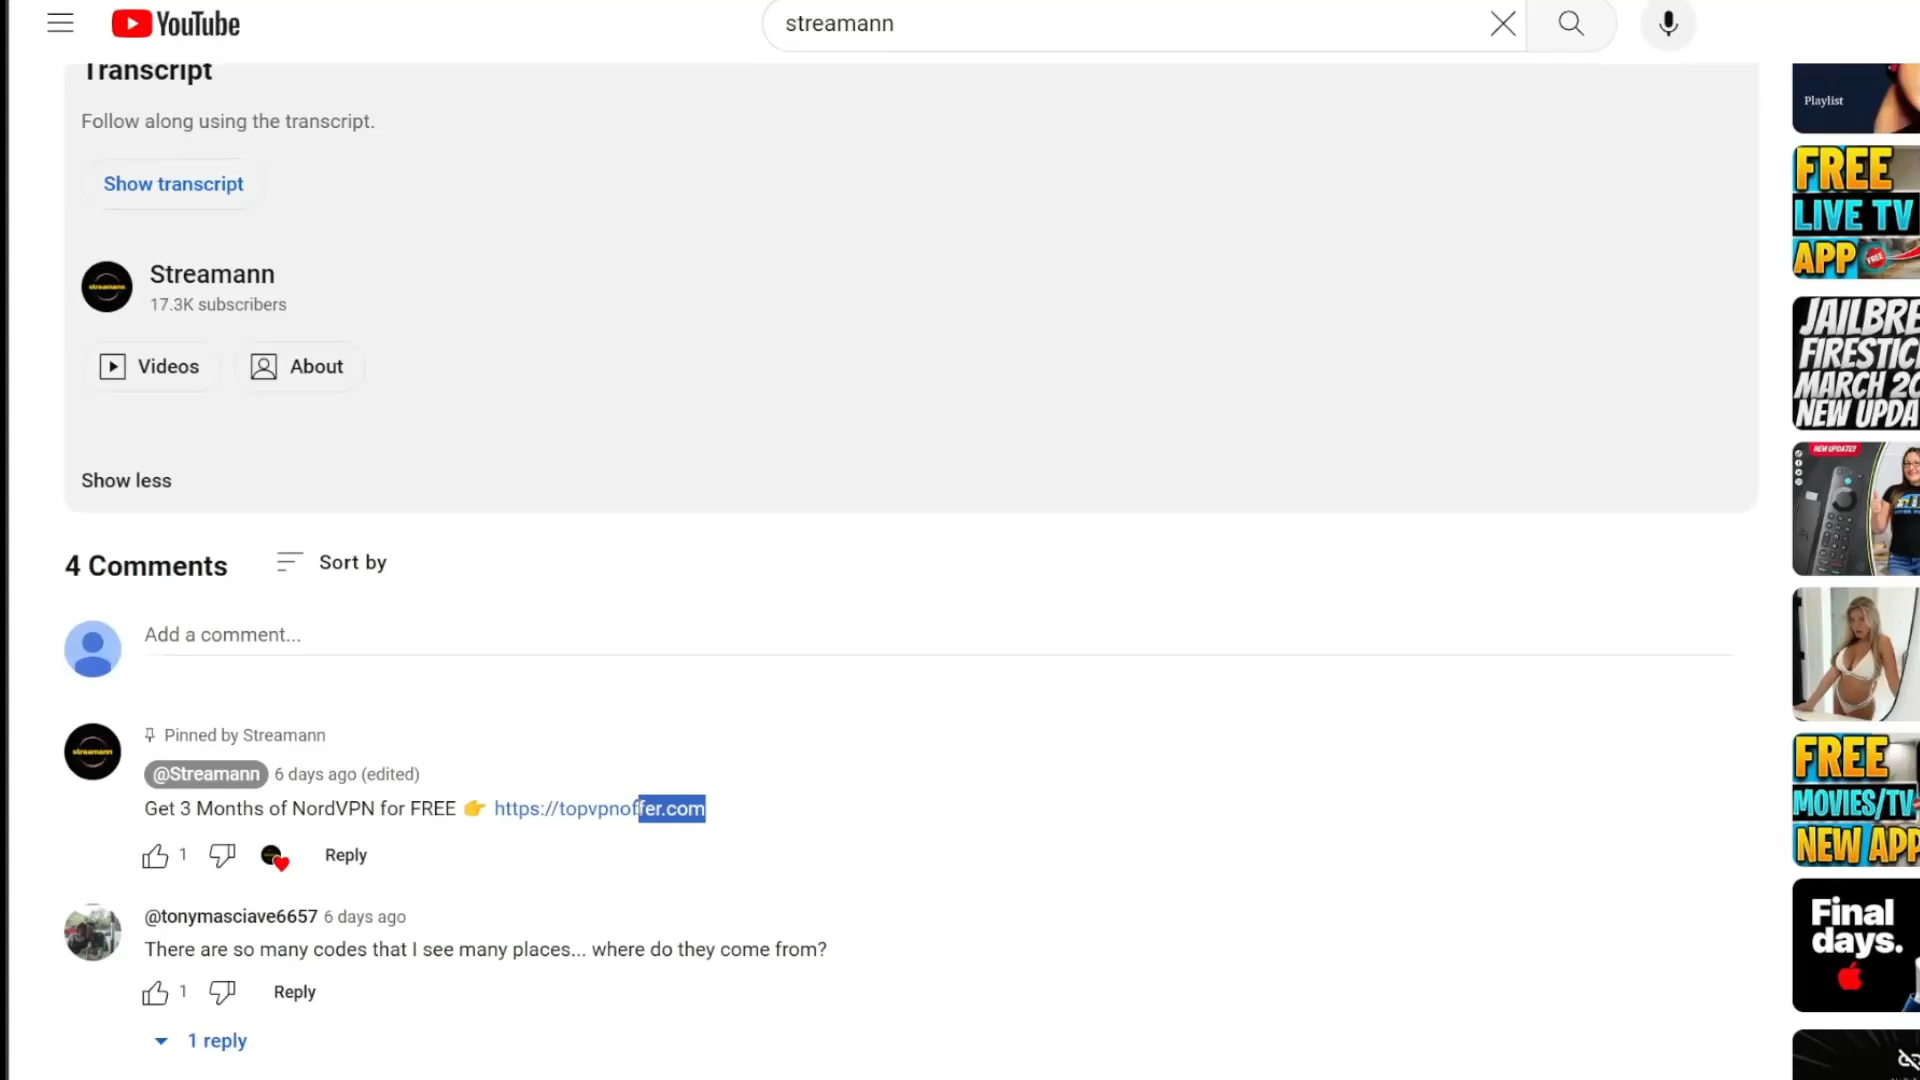 YouTube
streamann
Transcript
Follow along using the transcript.
Show transcript
Streamann
17.3K subscribers
Videos
About
Show less
4 Comments
Sort by
Add a comment...
streamann
Pinned by Streamann
@Streamann 6 days ago (edited)
Get 3 Months of NordVPN for FREE 👉 https://topvpnoffer.com
1
Reply
@tonymasciave6657 6 days ago
There are so many codes that I see many places... where do they come from?
1
Reply
1 reply
Playlist
FREE
LIVE TV
APP
FREE
JAILBRE
FIRESTIC
MARCH 20
NEW UPDA
NEW UPDATE!!
FREE
MOVIES/TV
NEW APP
Final
days.